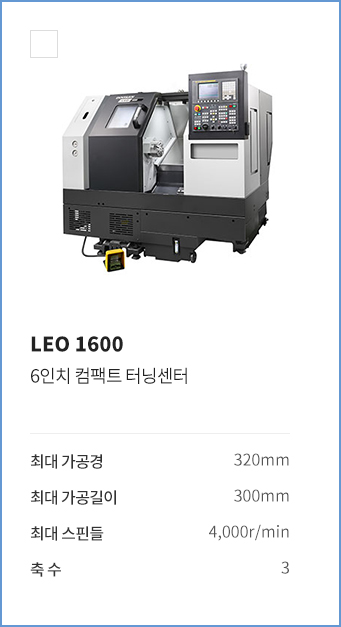 LEO 1600
6인치 컴팩트 터닝센터
최대 가공경 320mm
최대 가공길이 300mm
최대 스핀들 4,000r/min
축 수 3